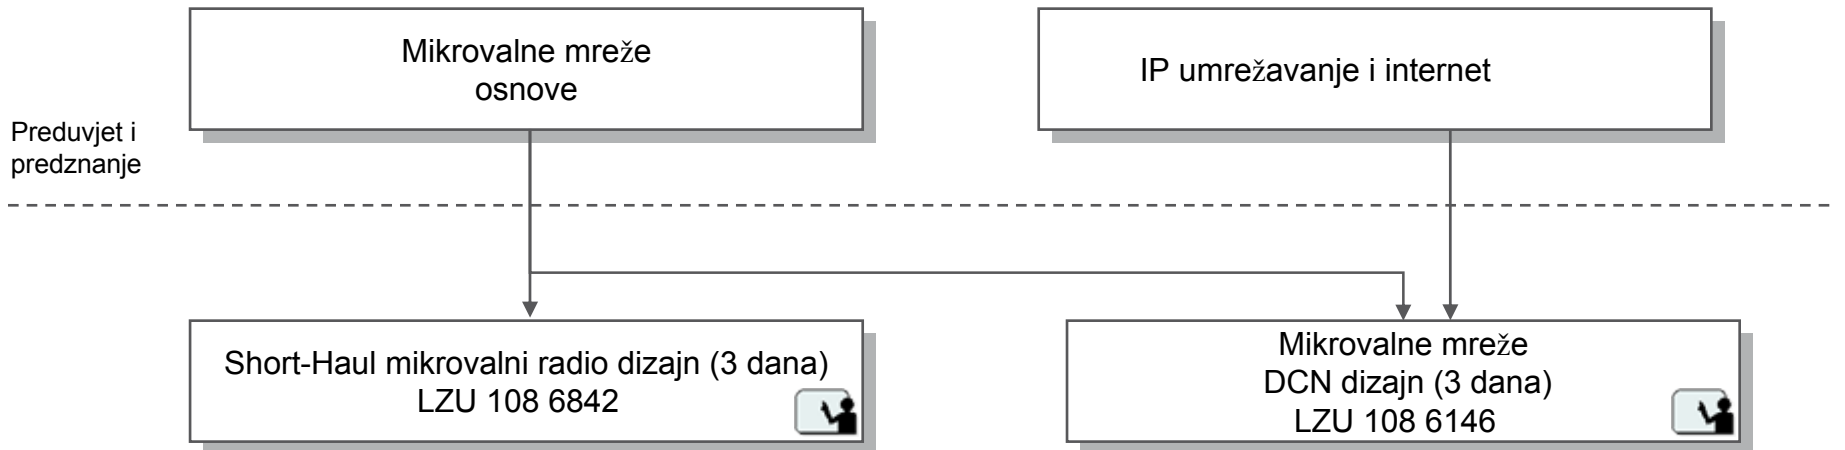 Mikrovalne mreže
osnove
IP umrežavanje i internet
Preduvjet i
predznanje
Short-Haul mikrovalni radio dizajn (3 dana)
LZU 108 6842
Mikrovalne mreže
DCN dizajn (3 dana)
LZU 108 6146